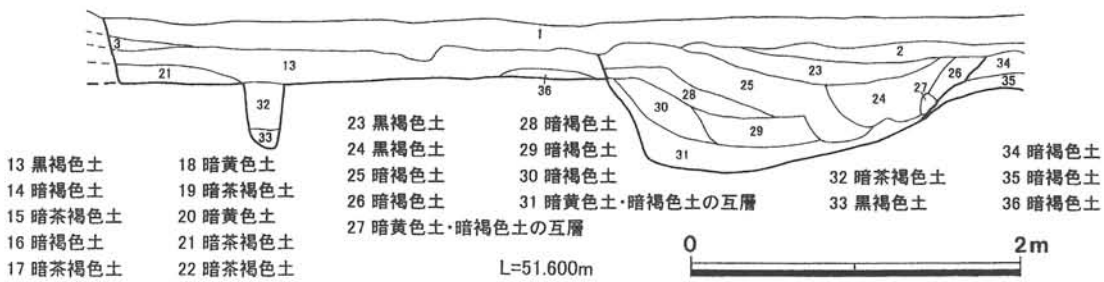 1
3
2
13
21
23
34
26
35
36
25
27
28
24
32
30
29
33
31
13 黒褐色土
14 暗褐色土
15 暗茶褐色土
16 暗褐色土
17 暗茶褐色土
18 暗黄色土
19 暗茶褐色土
20 暗黄色土
21 暗茶褐色土
22 暗茶褐色土
23 黒褐色土
24 黒褐色土
25 暗褐色土
26 暗褐色土
27 暗黄色土・暗褐色土の互層
28 暗褐色土
29 暗褐色土
30 暗褐色土
31 暗黄色土・暗褐色土の互層
32 暗茶褐色土
33 黒褐色土
34 暗褐色土
35 暗褐色土
36 暗褐色土
L=51.600m
0 2m